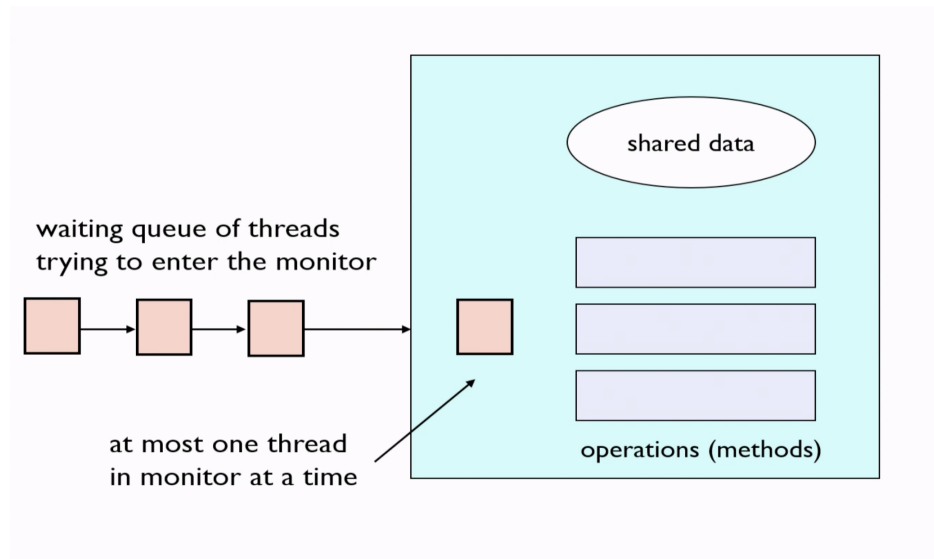 shared data
waiting queue of threads
trying to enter the monitor
at most one thread
in monitor at a time
operations (methods)